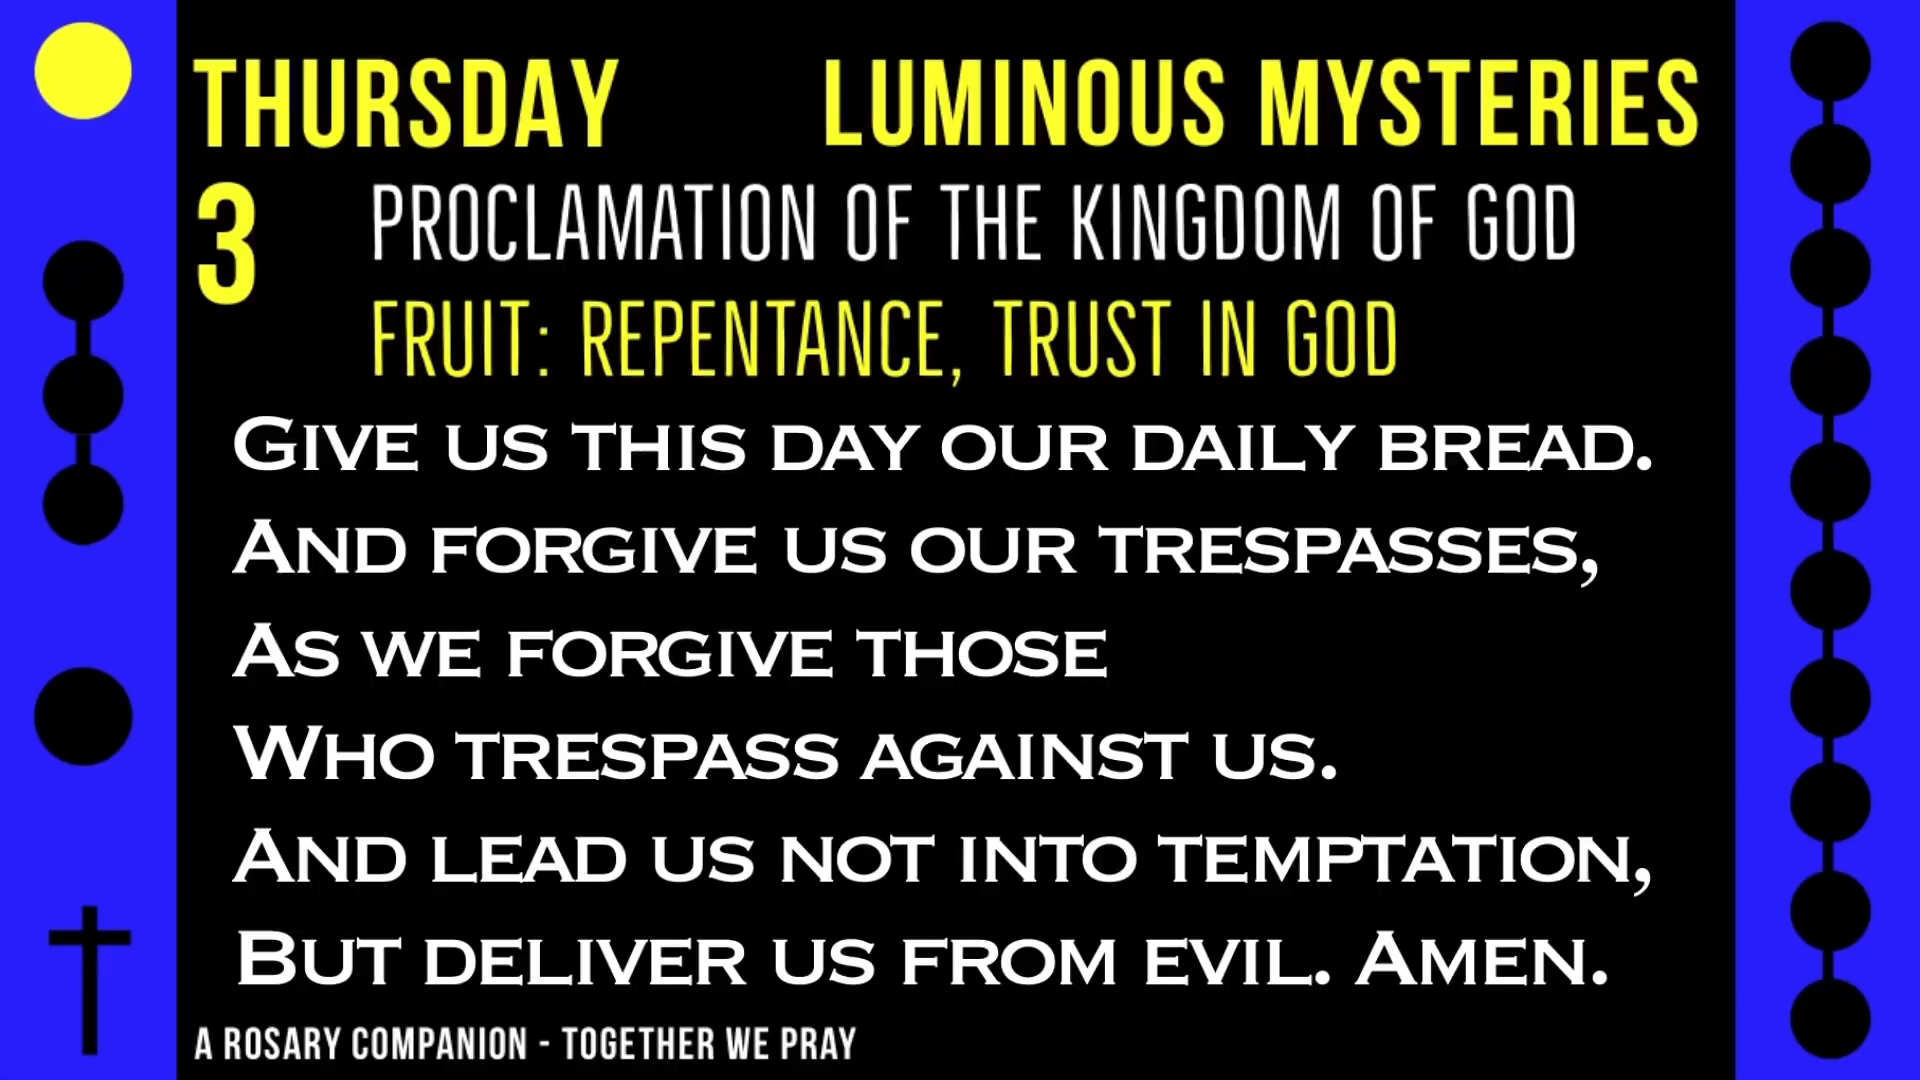 THURSDAY LUMINOUS MYSTERIES
3 PROCLAMATION OF THE KINGDOM OF GOD
FRUIT: REPENTANCE, TRUST IN GOD
GIVE US THIS DAY OUR DAILY BREAD.
AND FORGIVE US OUR TRESPASSES,
AS WE FORGIVE THOSE
WHO TRESPASS AGAINST US.
AND LEAD US NOT INTO TEMPTATION,
BUT DELIVER US FROM EVIL. AMEN.
A ROSARY COMPANION - TOGETHER WE PRAY